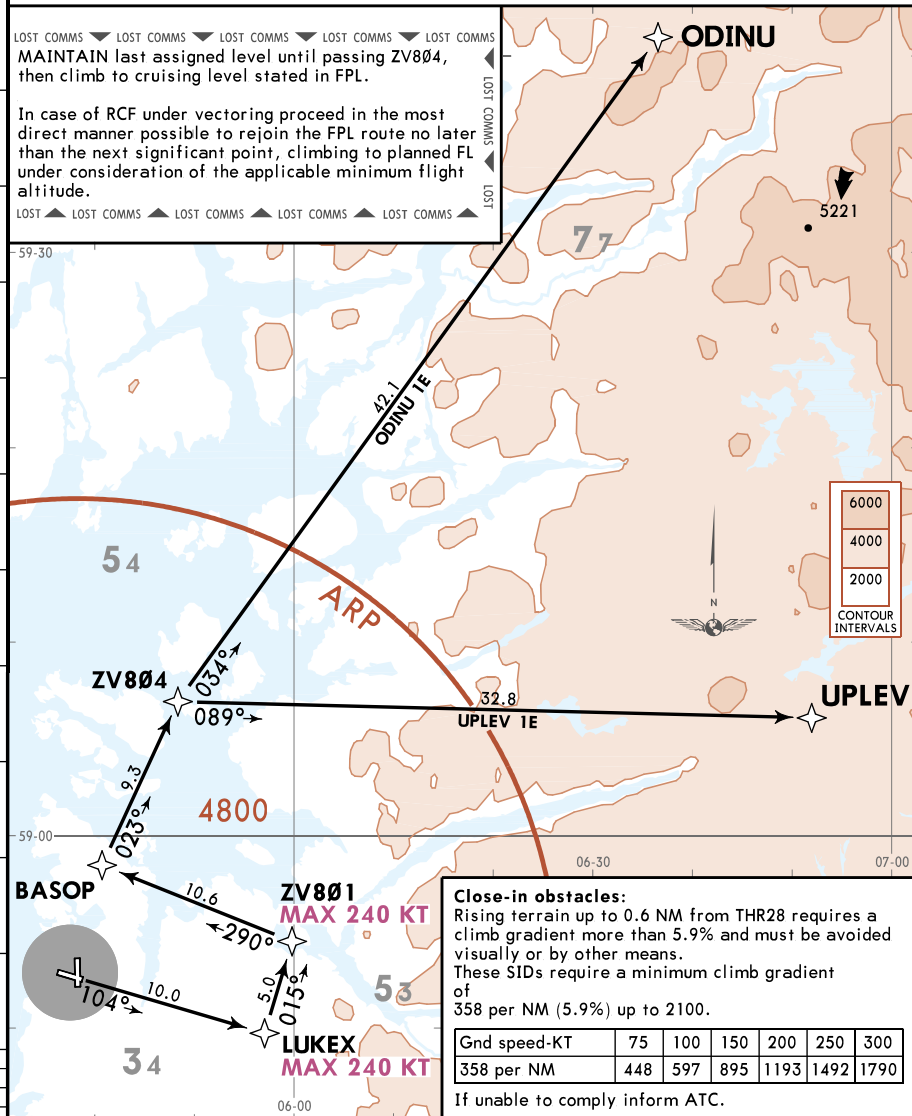 LOST COMMS LOST COMMS LOST COMMS LOST COMMS LOST COMMS
MAINTAIN last assigned level until passing ZV8Ø4,
then climb to cruising level stated in FPL.
In case of RCF under vectoring proceed in the most
direct manner possible to rejoin the FPL route no later
than the next significant point, climbing to planned FL
under consideration of the applicable minimum flight
altitude.
LOST COMMS
LOST
LOST LOST COMMS LOST COMMS LOST COMMS LOST COMMS
ODINU
5221
77
59-30
42.1
ODINU 1E
6000
4000
2000
CONTOUR
INTERVALS
54
ARP
N
ZV8Ø4
034°
089°
32.8
UPLEV 1E
UPLEV
9.3
023°
4800
59-00
06-30
07-00
BASOP
10.6
290°
ZV8Ø1
MAX 240 KT
104°
10.0
5.0
015°
53
LUKEX
MAX 240 KT
34
06-00
Close-in obstacles:
Rising terrain up to 0.6 NM from THR28 requires a
climb gradient more than 5.9% and must be avoided
visually or by other means.
These SIDs require a minimum climb gradient
of
358 per NM (5.9%) up to 2100.
Gnd speed-KT 75 100 150 200 250 300
358 per NM 448 597 895 1193 1492 1790
If unable to comply inform ATC.